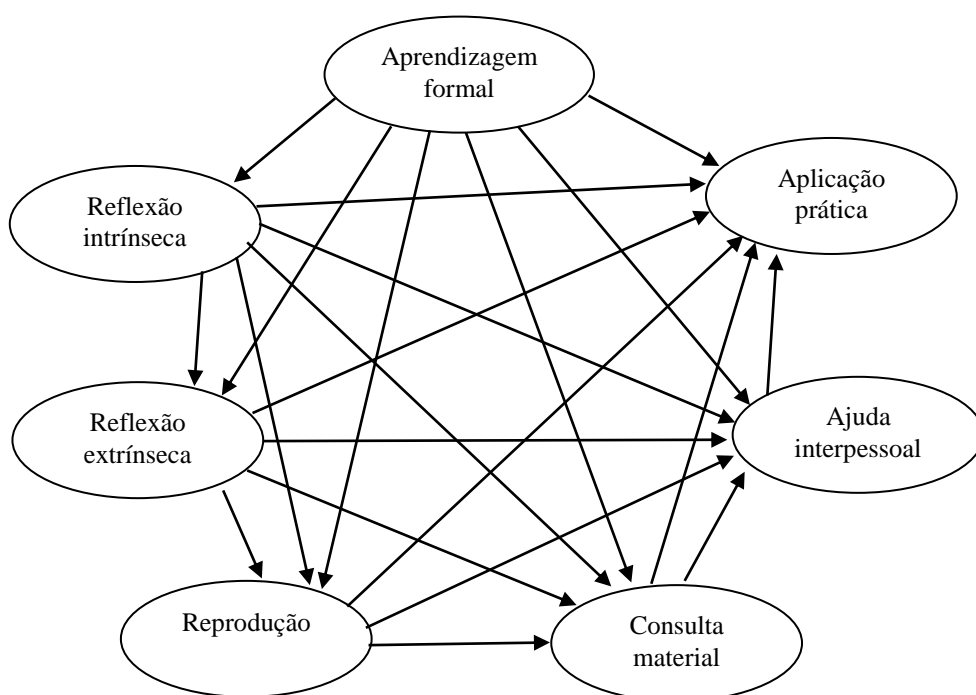 Aprendizagem
formal
Aplicação
prática
Reflexão
intrínseca
Reflexão
extrínseca
Ajuda
interpessoal
Reprodução
Consulta
material